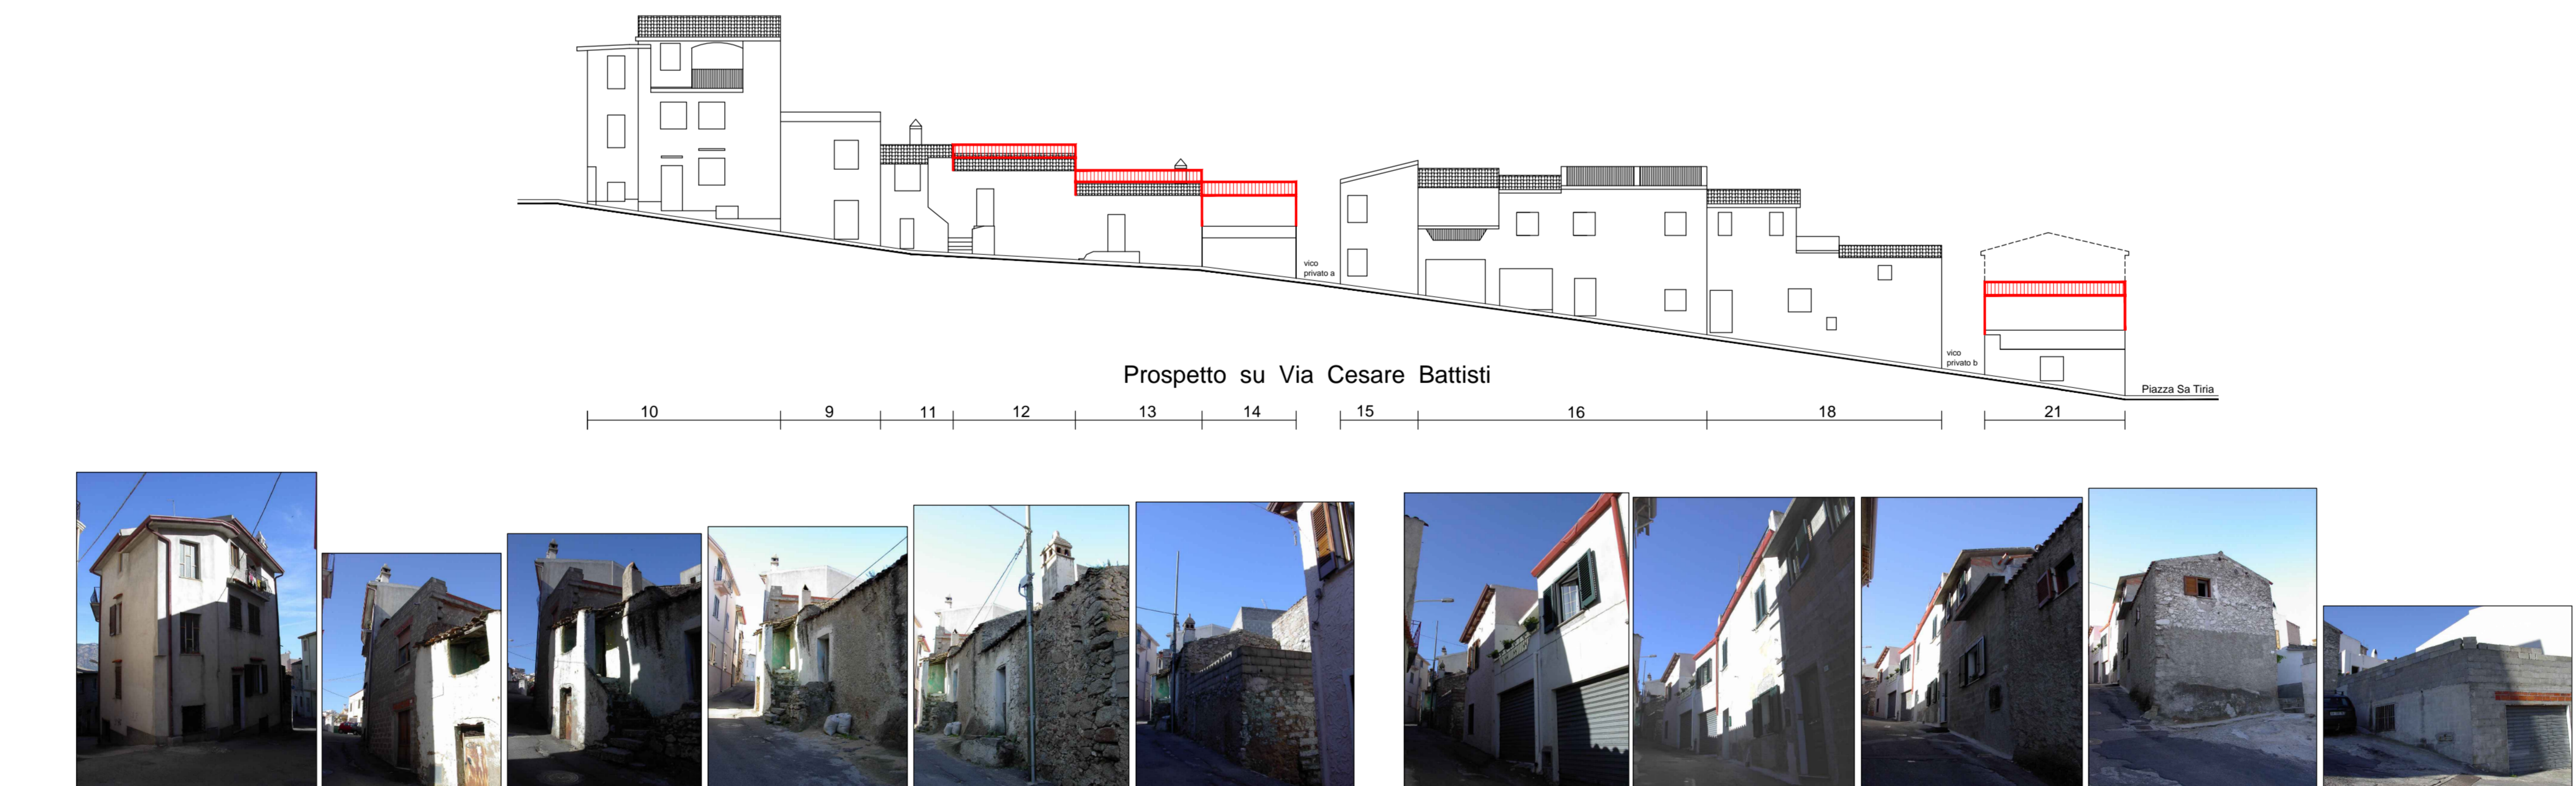 vico
privato a
vico
privato b
Prospetto su Via Cesare Battisti
Piazza Sa Tiria
10 9 11 12 13 14 15 16 18 21